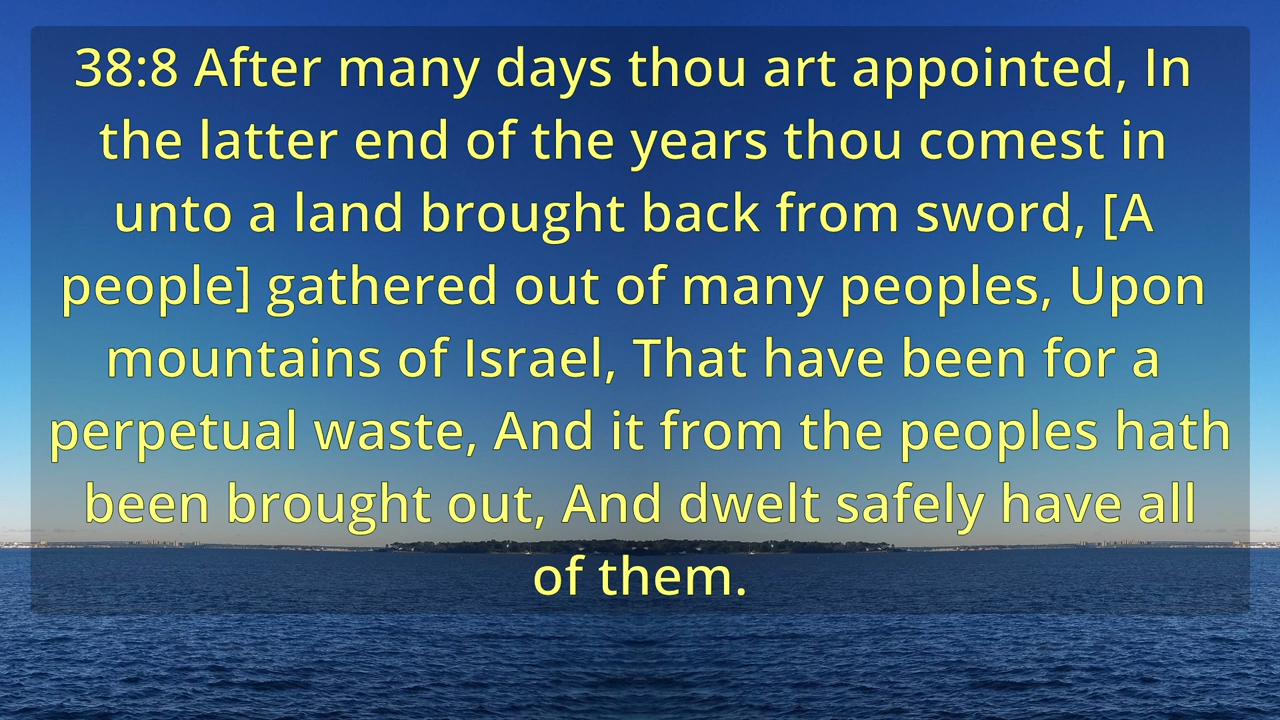 38:8 After many days thou art appointed, In
the latter end of the years thou comest in
unto a land brought back from sword, [A
people] gathered out of many peoples, Upon
mountains of Israel, That have been for a
perpetual waste, And it from the peoples hath
been brought out, And dwelt safely have all
of them.